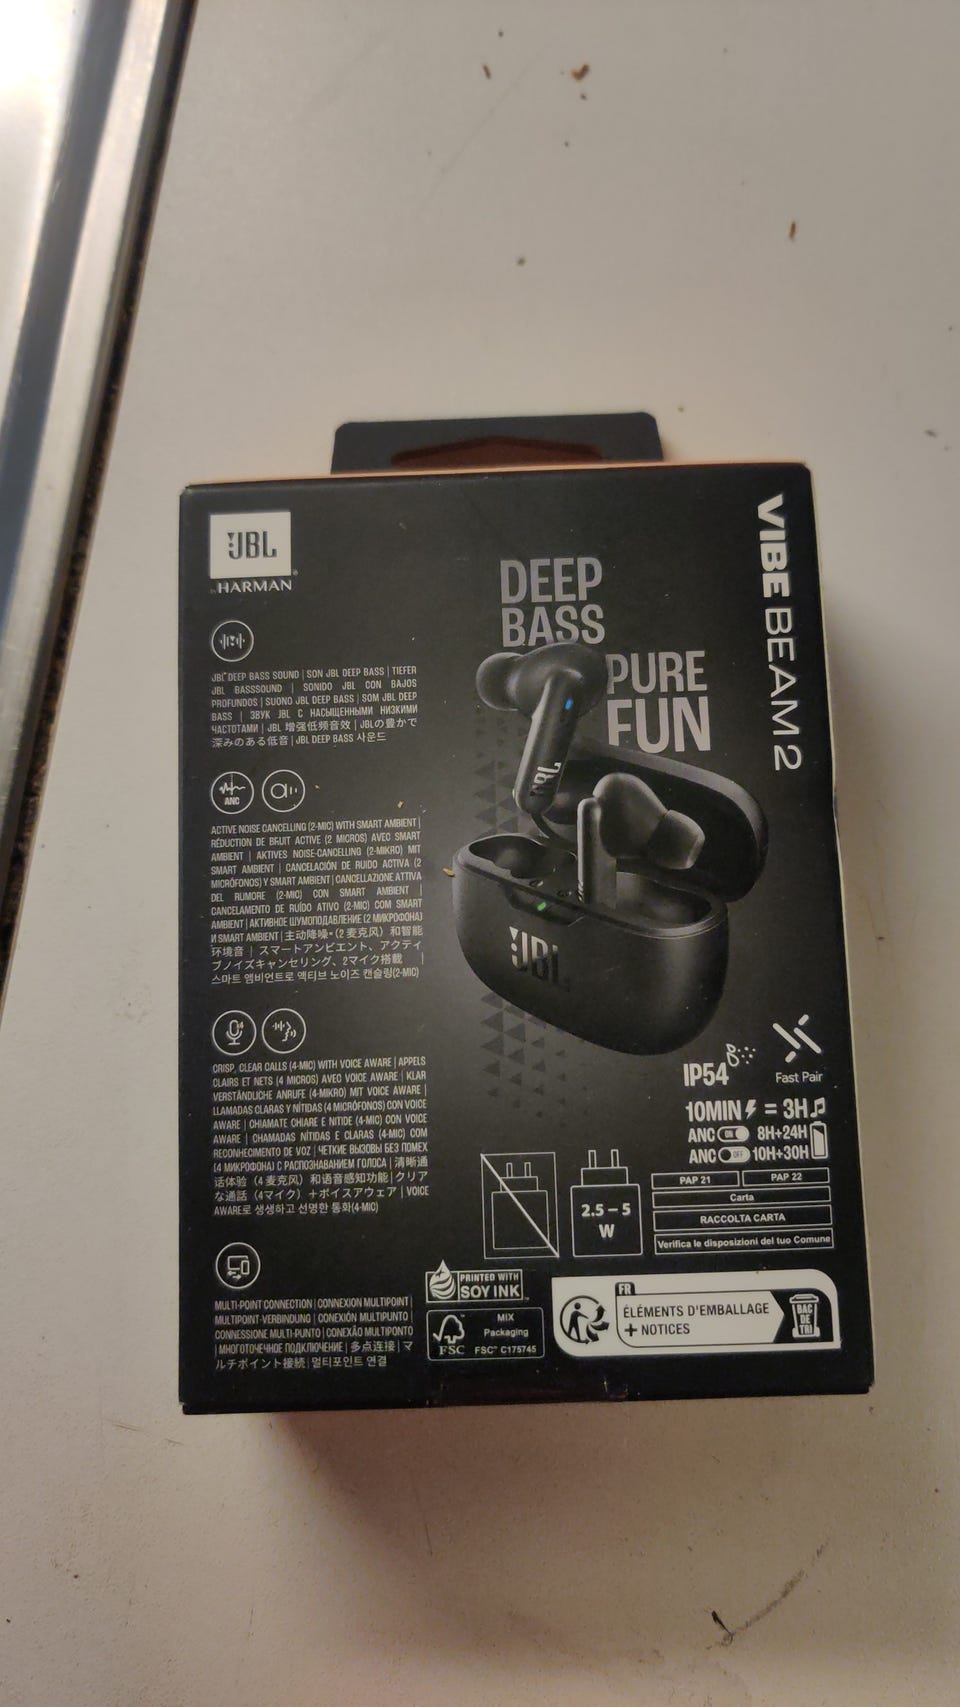 JBL
by HARMAN
VIBE BEAM 2
DEEP
BASS
PURE
FUN
JBL
JBL
JBL DEEP BASS SOUND | SON JBL DEEP BASS | TIEFER
JBL BASSSOUND | SONIDO JBL CON BAJOS
PROFUNDOS | SUONO JBL DEEP BASS | SOM JBL DEEP
BASS | ЗВУК JBL С НАСЫЩЕННЫМИ НИЗКИМИ
ЧАСТОТАМИ | JBL 增强低频音效 | JBLの豊かで
深みのある低音 | JBL DEEP BASS 사운드
ANC
ACTIVE NOISE CANCELLING (2-MIC) WITH SMART AMBIENT |
RÉDUCTION DE BRUIT ACTIVE (2 MICROS) AVEC SMART
AMBIENT | AKTIVES NOISE-CANCELLING (2-MIKRO) MIT
SMART AMBIENT | CANCELACIÓN DE RUIDO ACTIVA (2
MICRÓFONOS) Y SMART AMBIENT | CANCELLAZIONE ATTIVA
DEL RUMORE (2-MIC) CON SMART AMBIENT |
CANCELAMENTO DE RUÍDO ATIVO (2-MIC) COM SMART
AMBIENT | АКТИВНОЕ ШУМОПОДАВЛЕНИЕ (2 МИКРОФОНА)
И SMART AMBIENT | 主动降噪+(2 麦克风) 和智能
环境音 | スマートアンビエント、アクティ
ブノイズキャンセリング、2マイク搭載 |
스마트 앰비언트로 액티브 노이즈 캔슬링(2-MIC)
4
CRISP, CLEAR CALLS (4-MIC) WITH VOICE AWARE | APPELS
CLAIRS ET NETS (4 MICROS) AVEC VOICE AWARE | KLAR
VERSTÄNDLICHE ANRUFE (4-MIKRO) MIT VOICE AWARE |
LLAMADAS CLARAS Y NÍTIDAS (4 MICRÓFONOS) CON VOICE
AWARE | CHIAMATE CHIARE E NITIDE (4-MIC) CON VOICE
AWARE | CHAMADAS NÍTIDAS E CLARAS (4-MIC) COM
RECONHECIMENTO DE VOZ | ЧЕТКИЕ ВЫЗОВЫ БЕЗ ПОМЕХ
(4 МИКРОФОНА) С РАСПОЗНАВАНИЕМ ГОЛОСА | 清晰通
话体验 (4 麦克风) 和语音感知功能 | クリア
な通話 (4マイク) +ボイスアウェア | VOICE
AWARE로 생생하고 선명한 통화(4-MIC)
MULTI-POINT CONNECTION | CONNEXION MULTIPOINT |
MULTIPOINT-VERBINDUNG | CONEXIÓN MULTIPUNTO |
CONNESSIONE MULTI-PUNTO | CONEXÃO MULTIPONTO
| МНОГОТОЧЕЧНОЕ ПОДКЛЮЧЕНИЕ | 多点连接 | マ
ルチポイント接続 | 멀티포인트 연결
IP54
Fast Pair
10MIN = 3H
ANC ON 8H+24H
ANC OFF 10H+30H
2.5 – 5
W
PAP 21 PAP 22
Carta
RACCOLTA CARTA
Verifica le disposizioni del tuo Comune
PRINTED WITH
SOY INK™
FSC
MIX
Packaging
FSC™ C175745
FR
ÉLÉMENTS D'EMBALLAGE
+ NOTICES
BAC
DE
TRI